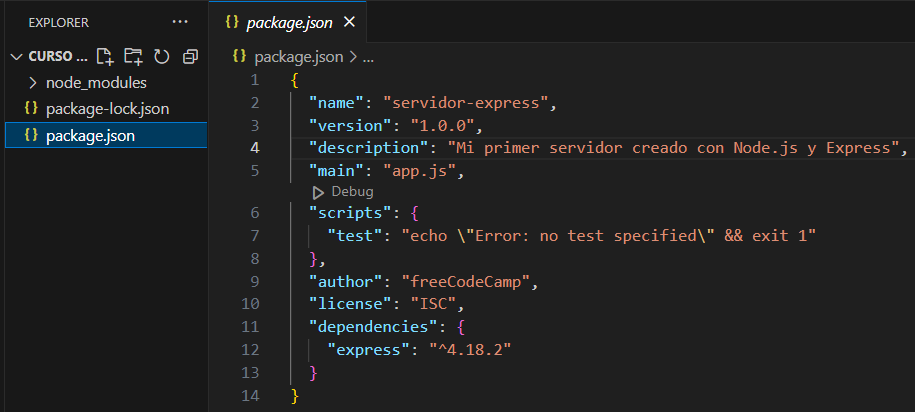 EXPLORER ...
CURSO ...
node_modules
{} package-lock.json
{} package.json
{} package.json ×
{} package.json > ...
1 {
2 "name": "servidor-express",
3 "version": "1.0.0",
4 "description": "Mi primer servidor creado con Node.js y Express",
5 "main": "app.js",
Debug
6 "scripts": {
7 "test": "echo \"Error: no test specified\" && exit 1"
8 },
9 "author": "freeCodeCamp",
10 "license": "ISC",
11 "dependencies": {
12 "express": "^4.18.2"
13 }
14 }